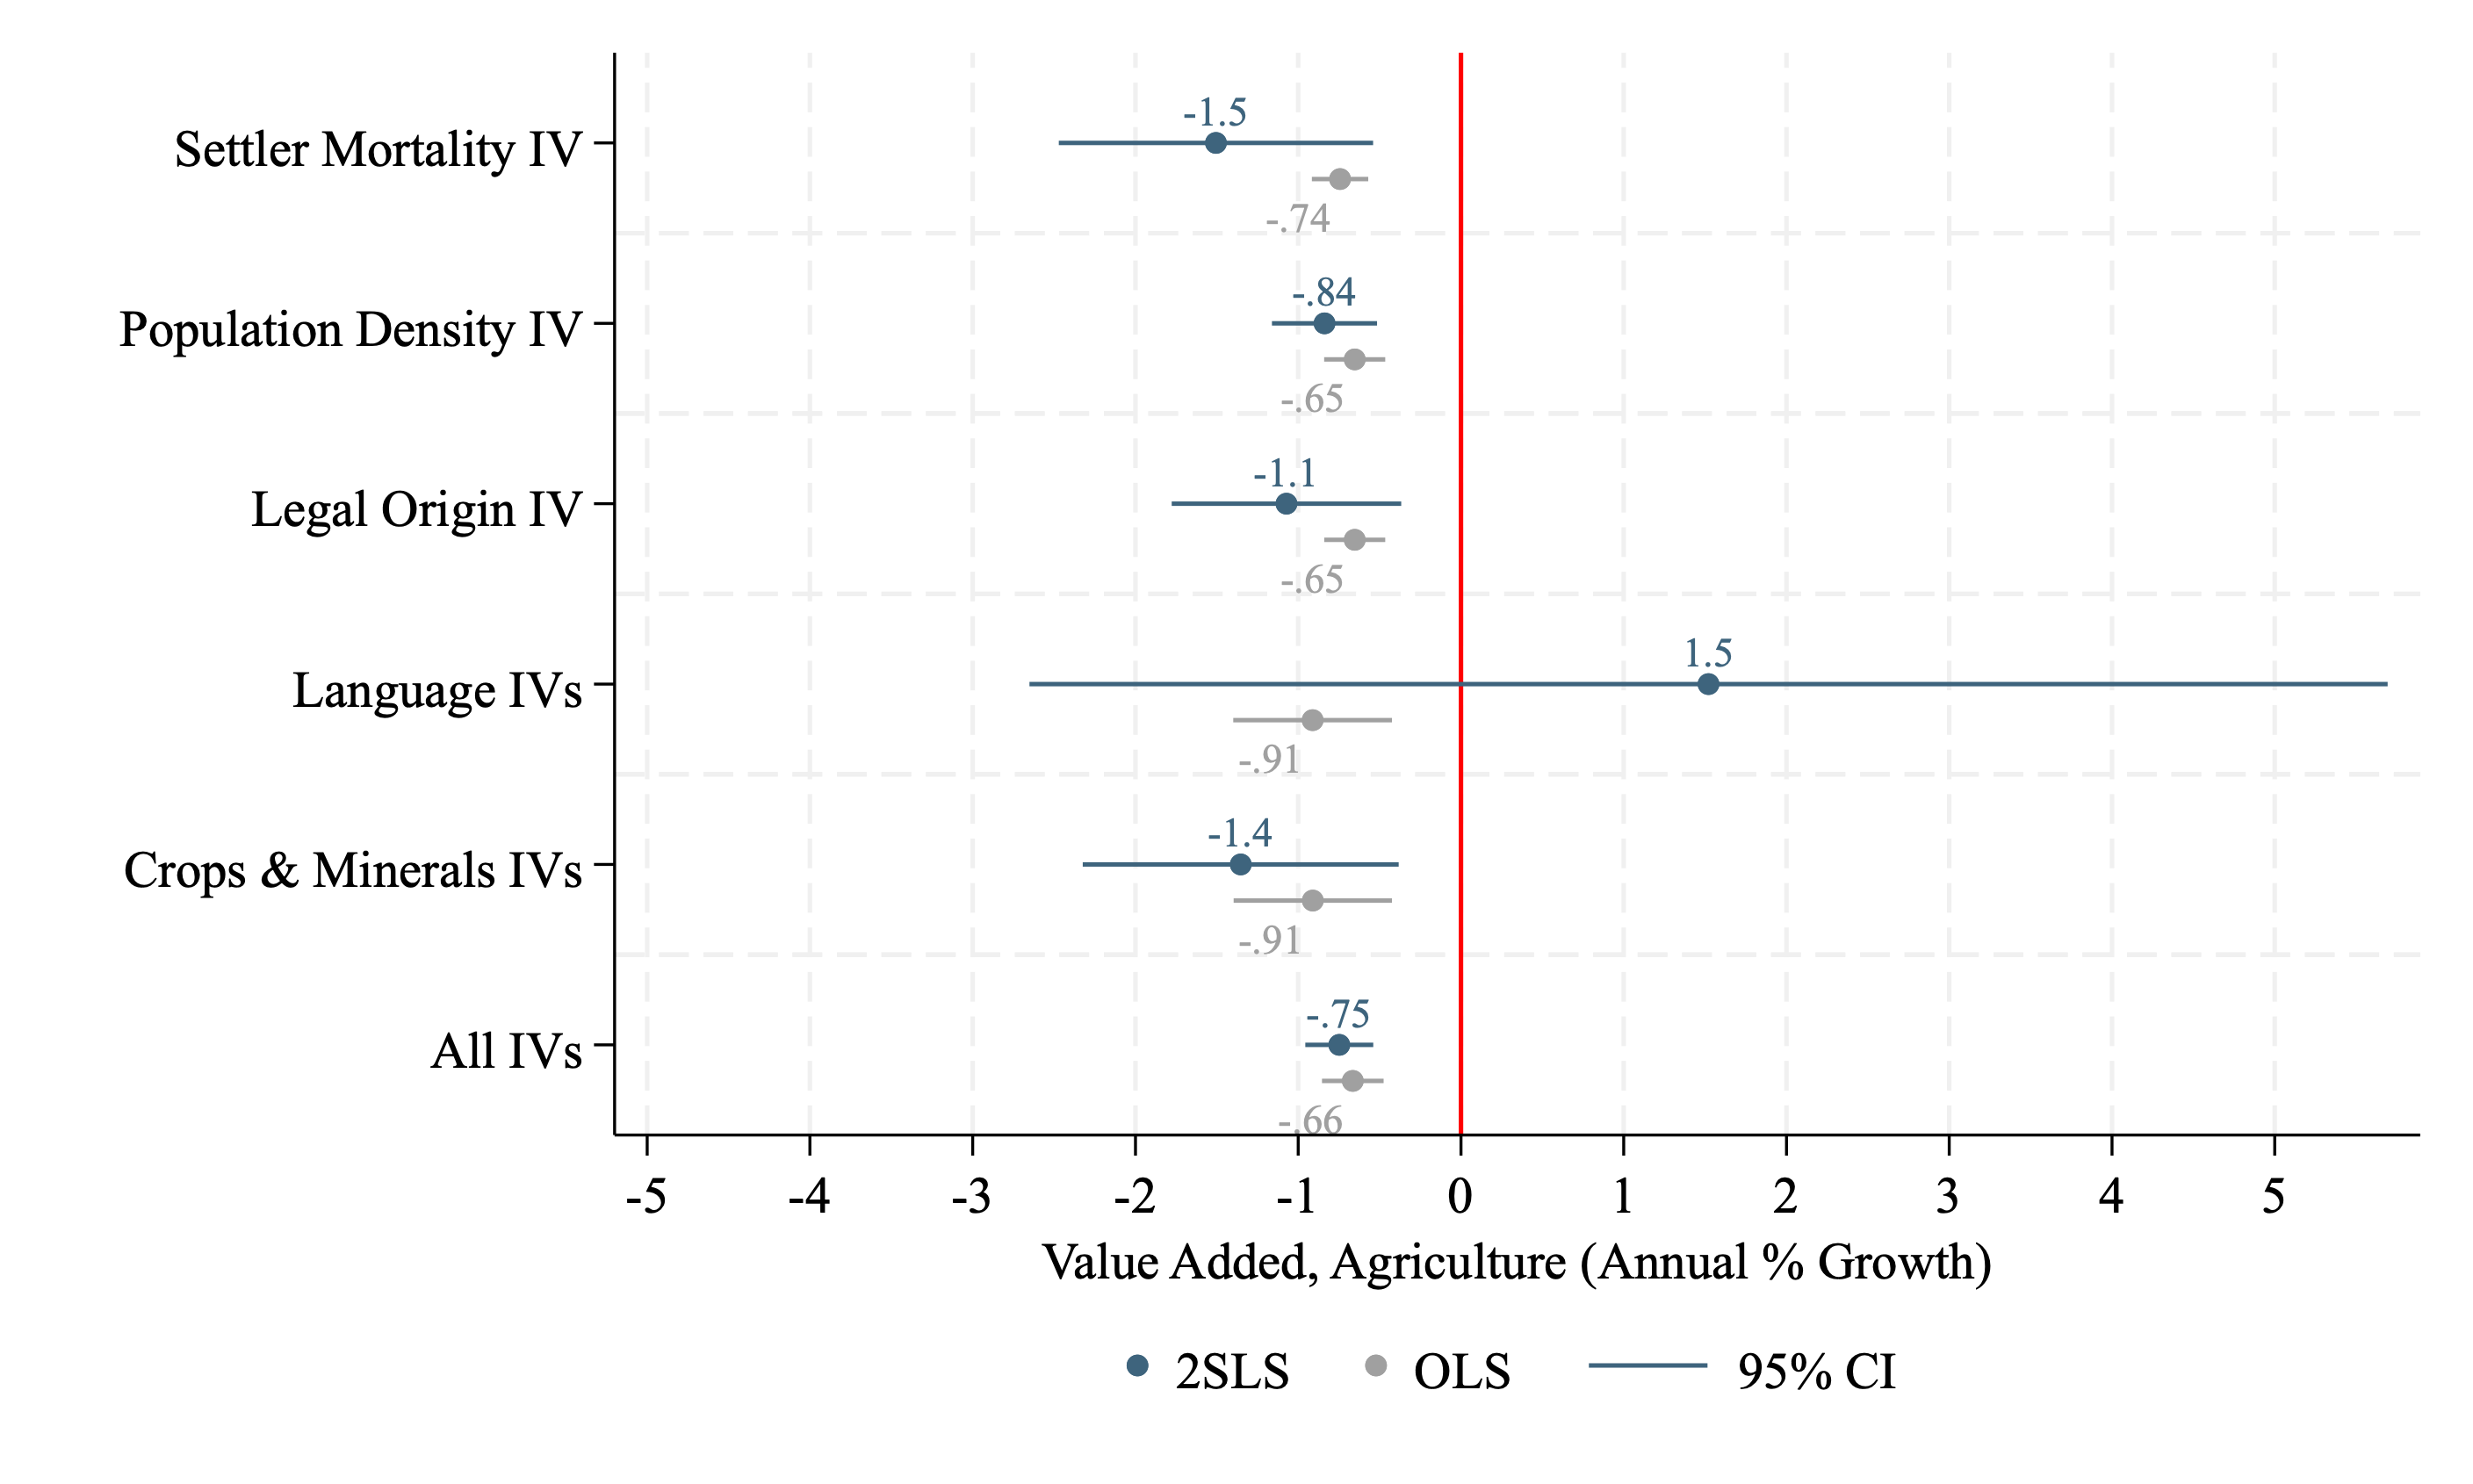 Settler Mortality IV
-1.5
-.74
Population Density IV
-.84
-.65
Legal Origin IV
-1.1
-.65
Language IVs
1.5
-.91
Crops & Minerals IVs
-1.4
-.91
All IVs
-.75
-.66
-5 -4 -3 -2 -1 0 1 2 3 4 5
Value Added, Agriculture (Annual % Growth)
2SLS OLS 95% CI